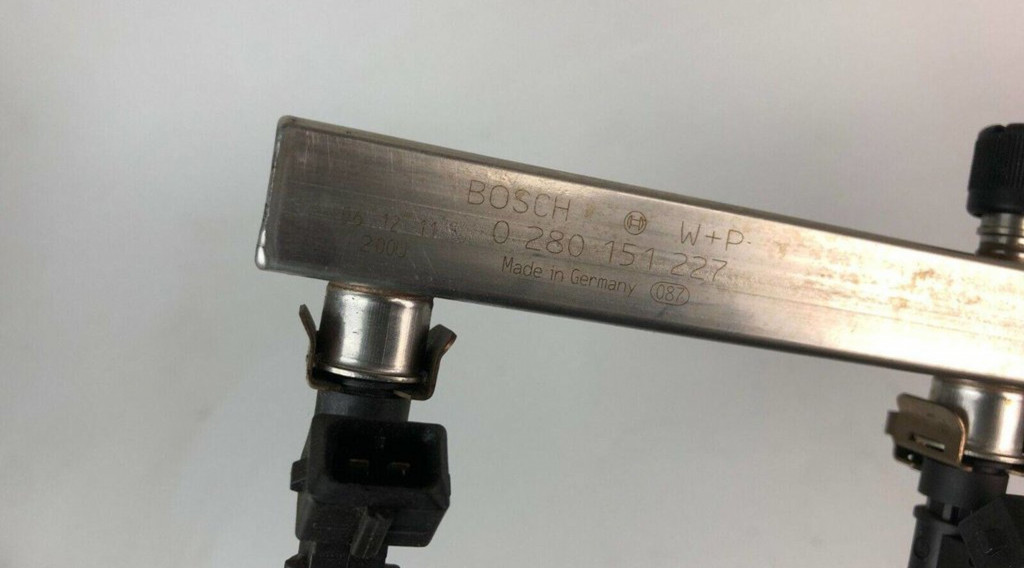 BOSCH W+P
0 280 151 227
Made in Germany 087